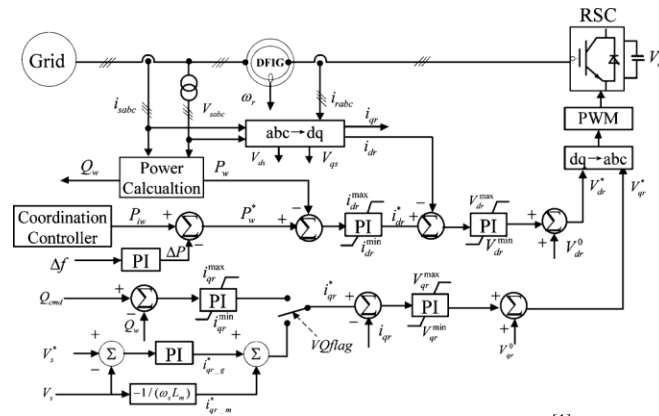 RSC
Grid
DFIG
V
i_sabc
V_sabc
ω_r
i_rabc
PWM
abc→dq
i_qr
i_dr
V_ds
V_qs
dq→abc
Q_w
Power
Calcualtion
P_w
V_dr^*
V_qr^*
Coordination
Controller
P_iw
+
Σ
−
ΔP
P_w^*
+
−
Σ
i_dr^max
PI
i_dr^min
i_dr^*
+
−
Σ
V_dr^max
PI
V_dr^min
+
Σ
+
V_dr^0
Δf
PI
Q_cmd
+
Σ
−
Q_w
i_qr^max
PI
i_qr^min
i_qr^*
+
Σ
−
i_qr
V_qr^max
PI
V_qr^min
+
Σ
+
V_qr^0
VQflag
V_s^*
+
Σ
−
PI
i_qr_g^*
+
Σ
+
V_s
−1/(ω_s L_m)
i_qr_m^*